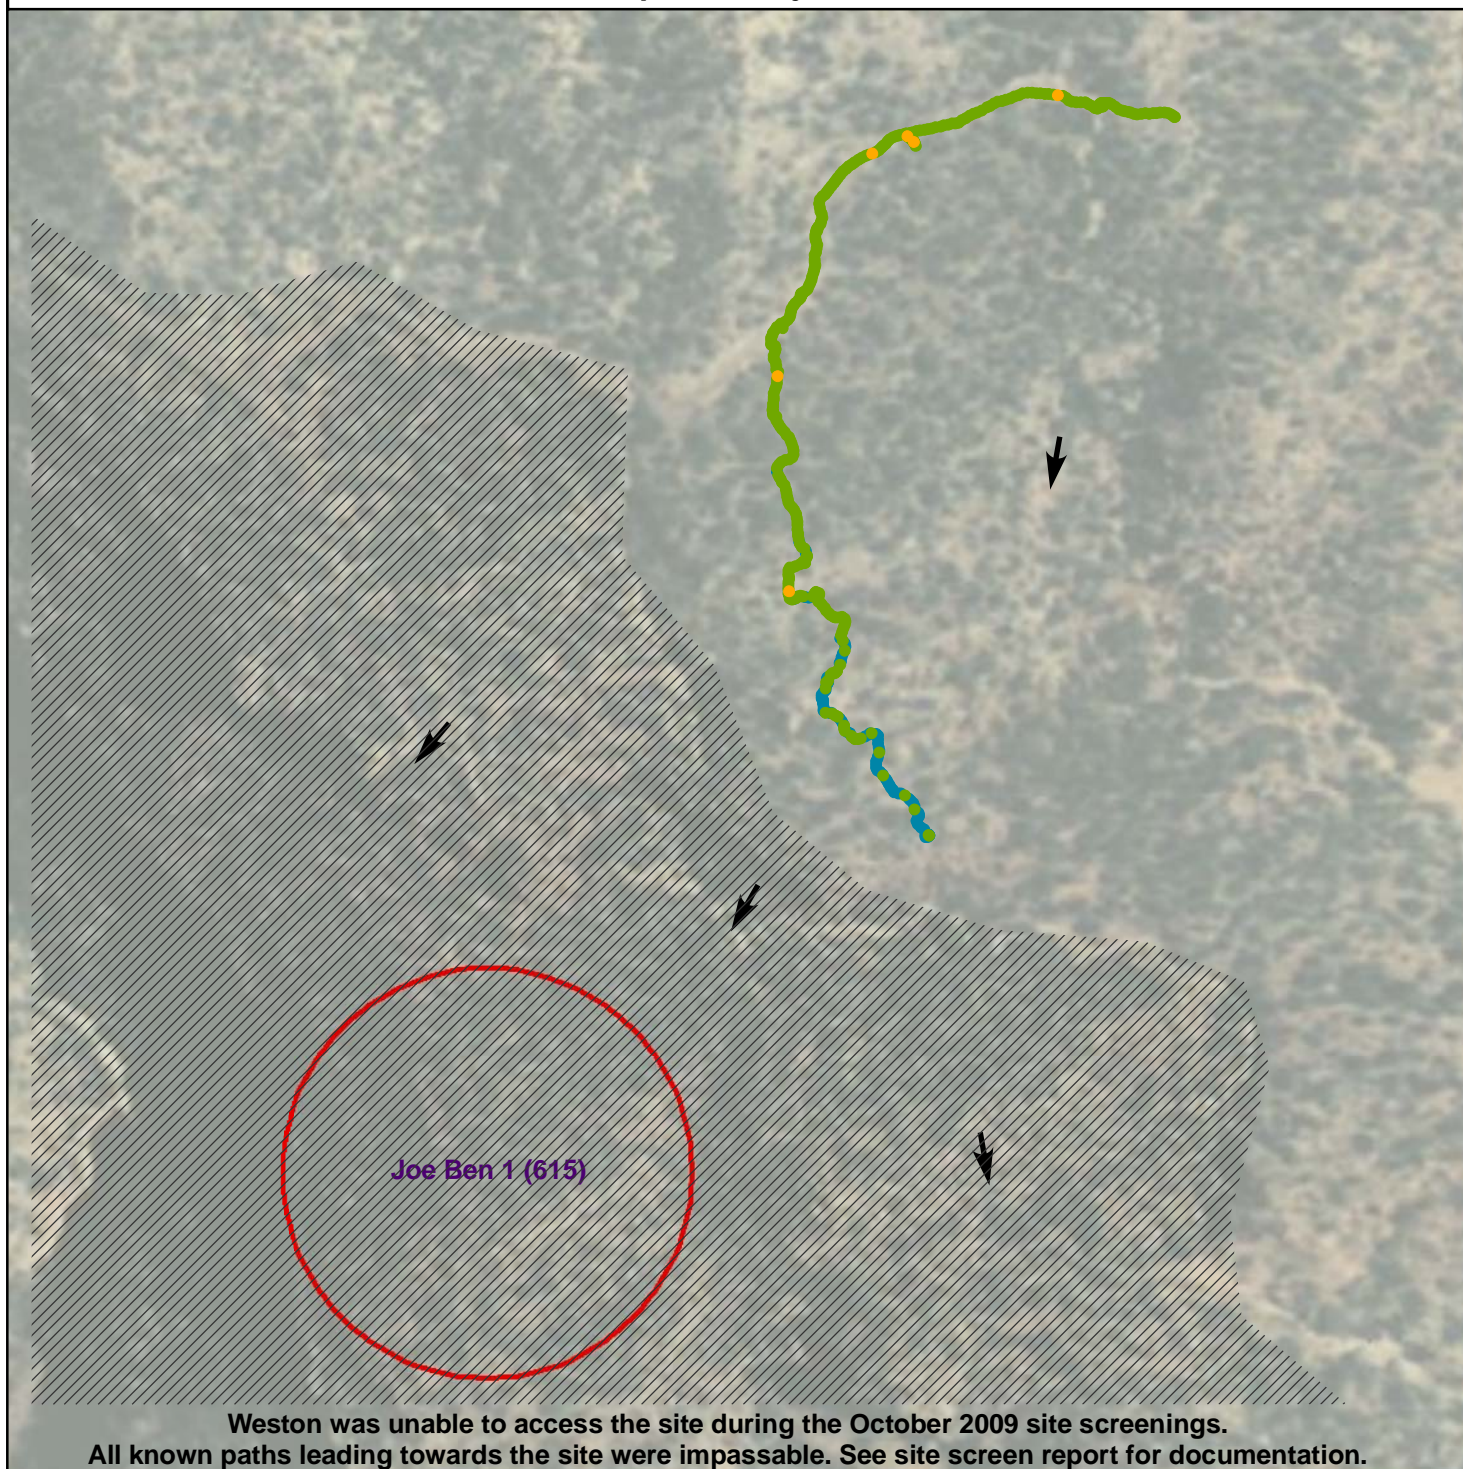 Joe Ben 1 (615)
Weston was unable to access the site during the October 2009 site screenings.
All known paths leading towards the site were impassable. See site screen report for documentation.